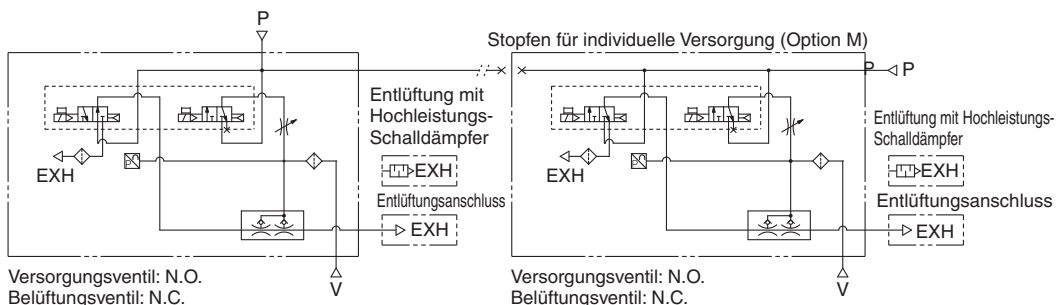 P
Stopfen für individuelle Versorgung (Option M)
P
P
Entlüftung mit
Hochleistungs-
Schalldämpfer
EXH
EXH
Entlüftungsanschluss
EXH
V
Versorgungsventil: N.O.
Belüftungsventil: N.C.
Entlüftung mit Hochleistungs-
Schalldämpfer
EXH
EXH
Entlüftungsanschluss
EXH
V
Versorgungsventil: N.O.
Belüftungsventil: N.C.